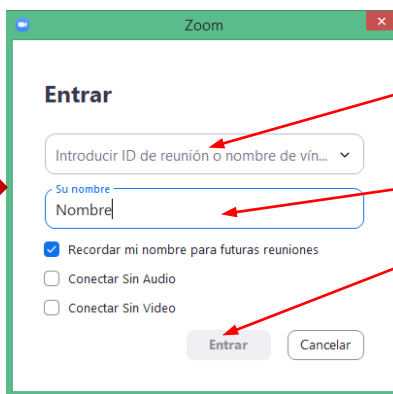 Zoom
Entrar
Introducir ID de reunión o nombre de vín...
Su nombre
Nombre
Recordar mi nombre para futuras reuniones
Conectar Sin Audio
Conectar Sin Video
Entrar Cancelar